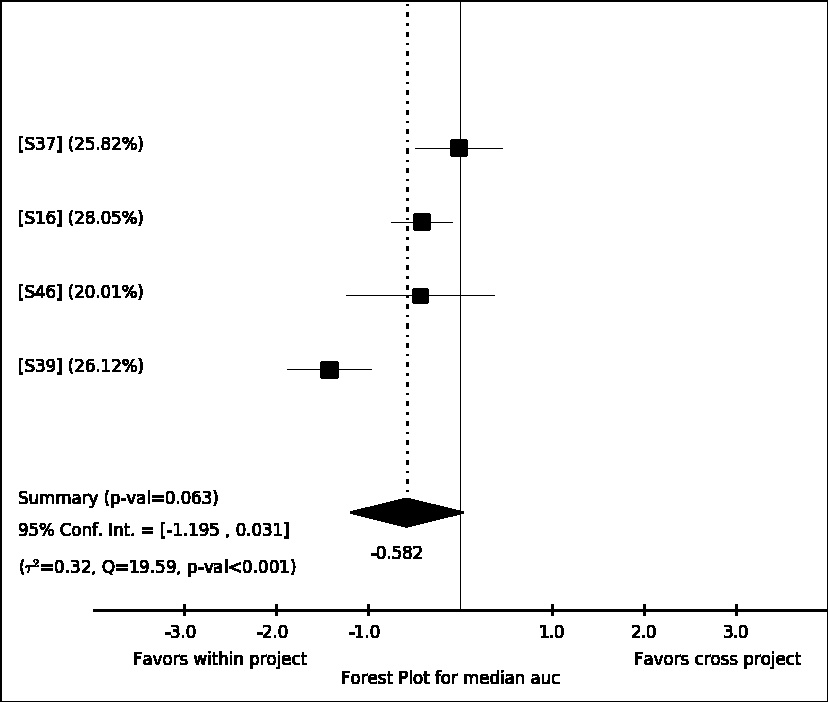 [S37] (25.82%)
[S16] (28.05%)
[S46] (20.01%)
[S39] (26.12%)
Summary (p-val=0.063)
95% Conf. Int. = [-1.195 , 0.031]
-0.582
(τ²=0.32, Q=19.59, p-val<0.001)
-3.0 -2.0 -1.0 1.0 2.0 3.0
Favors within project Favors cross project
Forest Plot for median auc